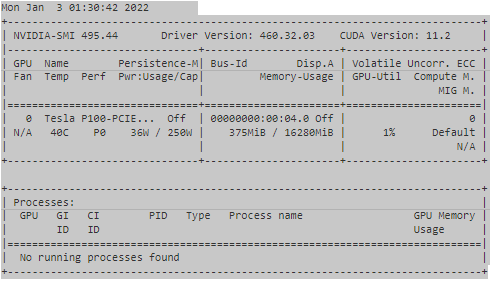 Mon Jan  3 01:30:42 2022
+-----------------------------------------------------------------------------+
| NVIDIA-SMI 495.44       Driver Version: 460.32.03    CUDA Version: 11.2     |
|-------------------------------+----------------------+----------------------+
| GPU  Name        Persistence-M| Bus-Id        Disp.A | Volatile Uncorr. ECC |
| Fan  Temp  Perf  Pwr:Usage/Cap|         Memory-Usage | GPU-Util  Compute M. |
|                               |                      |               MIG M. |
|===============================+======================+======================|
|   0  Tesla P100-PCIE...  Off  | 00000000:00:04.0 Off |                    0 |
| N/A   40C    P0    36W / 250W |    375MiB / 16280MiB |      1%      Default |
|                               |                      |                  N/A |
+-------------------------------+----------------------+----------------------+
+-----------------------------------------------------------------------------+
| Processes:                                                                  |
|  GPU   GI   CI        PID   Type   Process name                  GPU Memory |
|        ID   ID                                                   Usage      |
|=============================================================================|
|  No running processes found                                                 |
+-----------------------------------------------------------------------------+